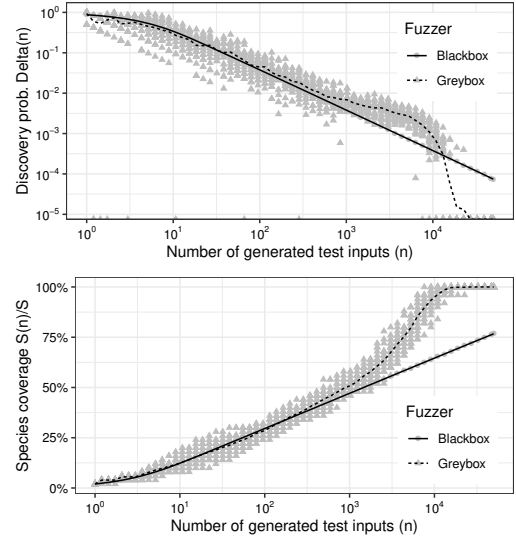 Discovery prob. Delta(n)
10⁰
10⁻¹
10⁻²
10⁻³
10⁻⁴
10⁻⁵
Fuzzer
Blackbox
Greybox
10⁰ 10¹ 10² 10³ 10⁴
Number of generated test inputs (n)
Species coverage S(n)/S
100%
75%
50%
25%
0%
Fuzzer
Blackbox
Greybox
10⁰ 10¹ 10² 10³ 10⁴
Number of generated test inputs (n)